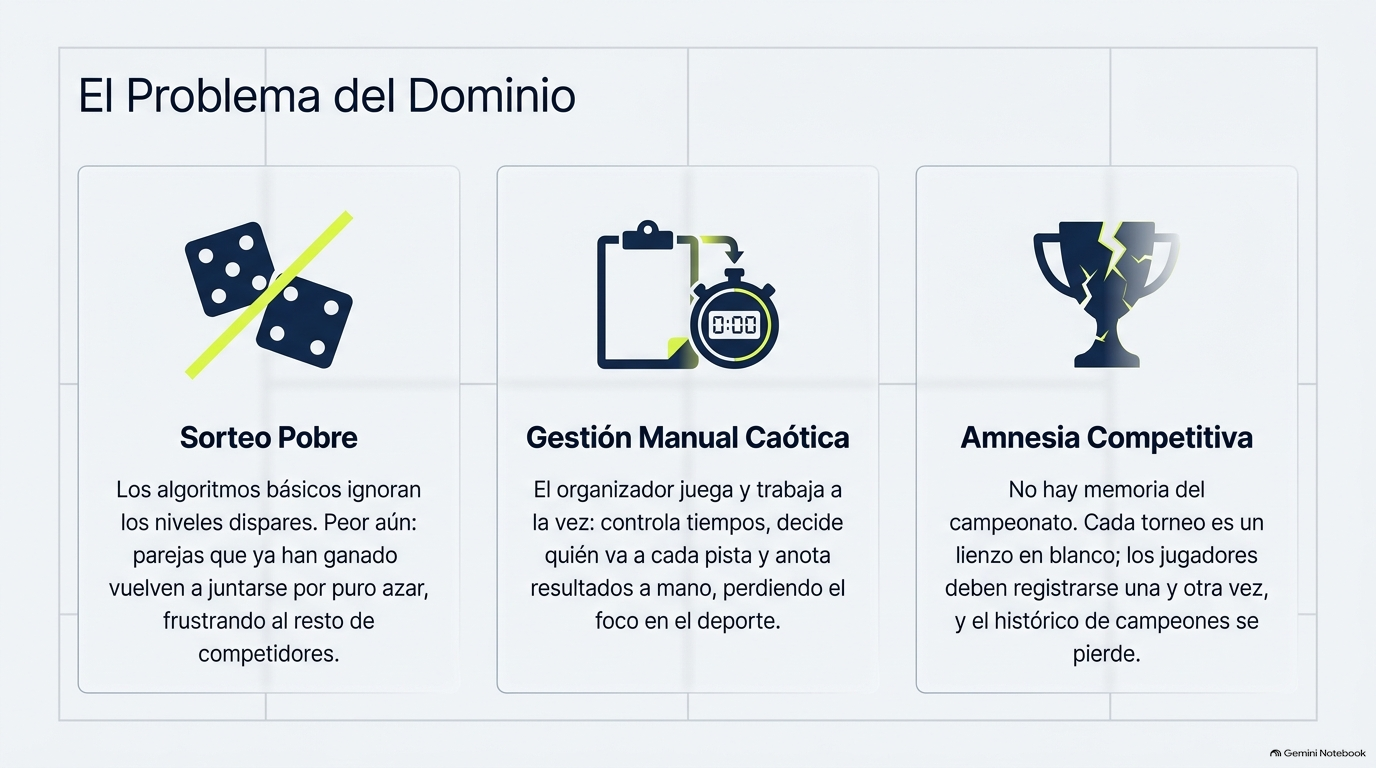 El Problema del Dominio
0:00
Sorteo Pobre
Los algoritmos básicos ignoran
los niveles dispares. Peor aún:
parejas que ya han ganado
vuelven a juntarse por puro azar,
frustrando al resto de
competidores.
Gestión Manual Caótica
El organizador juega y trabaja a
la vez: controla tiempos, decide
quién va a cada pista y anota
resultados a mano, perdiendo el
foco en el deporte.
Amnesia Competitiva
No hay memoria del
campeonato. Cada torneo es un
lienzo en blanco; los jugadores
deben registrarse una y otra vez,
y el histórico de campeones se
pierde.
Gemini Notebook